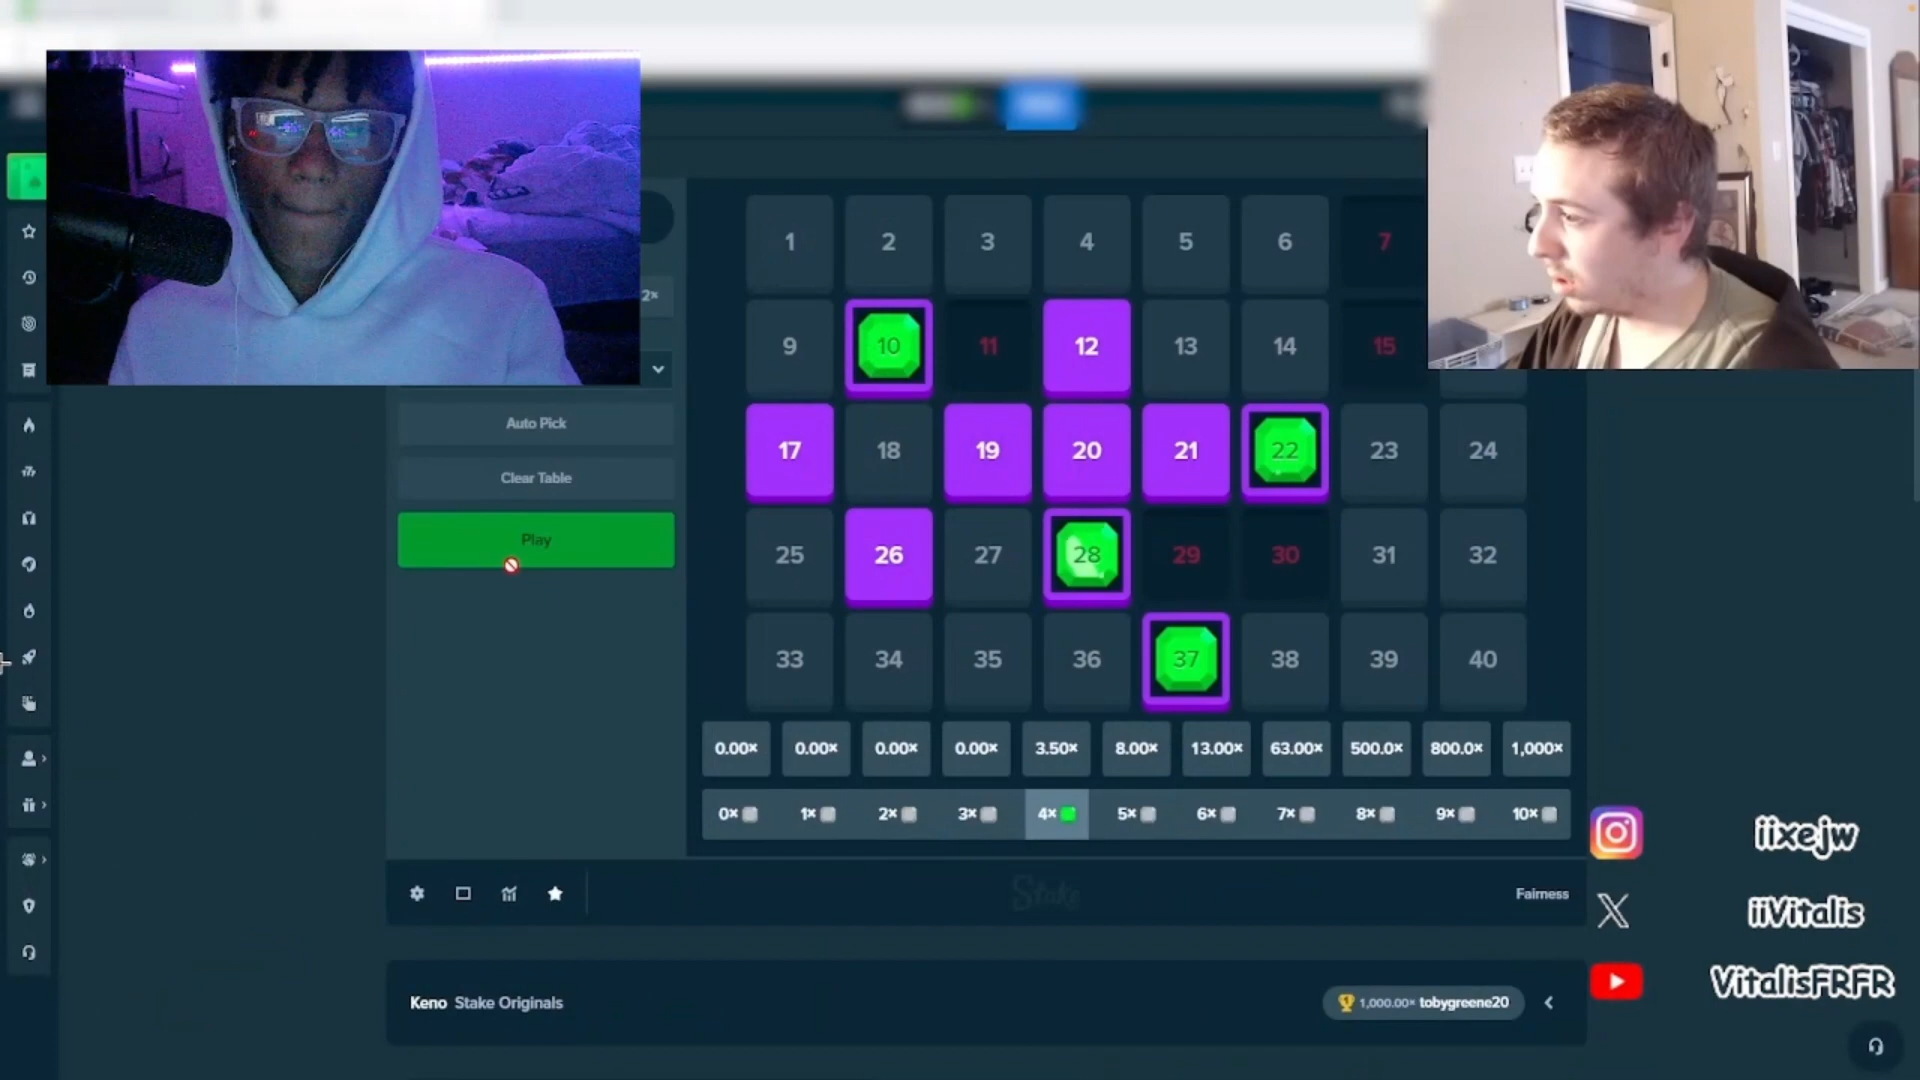 1 2 3 4 5 6 7
2×
9 10 11 12 13 14 15
Auto Pick
17 18 19 20 21 22 23 24
Clear Table
Play
25 26 27 28 29 30 31 32
33 34 35 36 37 38 39 40
0.00× 0.00× 0.00× 0.00× 3.50× 8.00× 13.00× 63.00× 500.0× 800.0× 1,000×
0× 1× 2× 3× 4× 5× 6× 7× 8× 9× 10×
iixejw
Stake
Fairness
iiVitalis
VitalisFRFR
Keno Stake Originals
1,000.00× tobygreene20